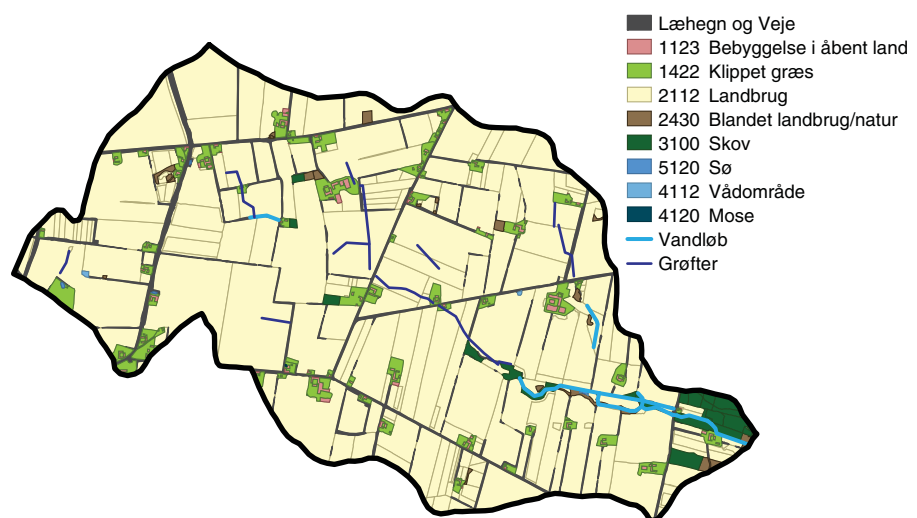 Læhegn og Veje
1123 Bebyggelse i åbent land
1422 Klippet græs
2112 Landbrug
2430 Blandet landbrug/natur
3100 Skov
5120 Sø
4112 Vådområde
4120 Mose
Vandløb
Grøfter